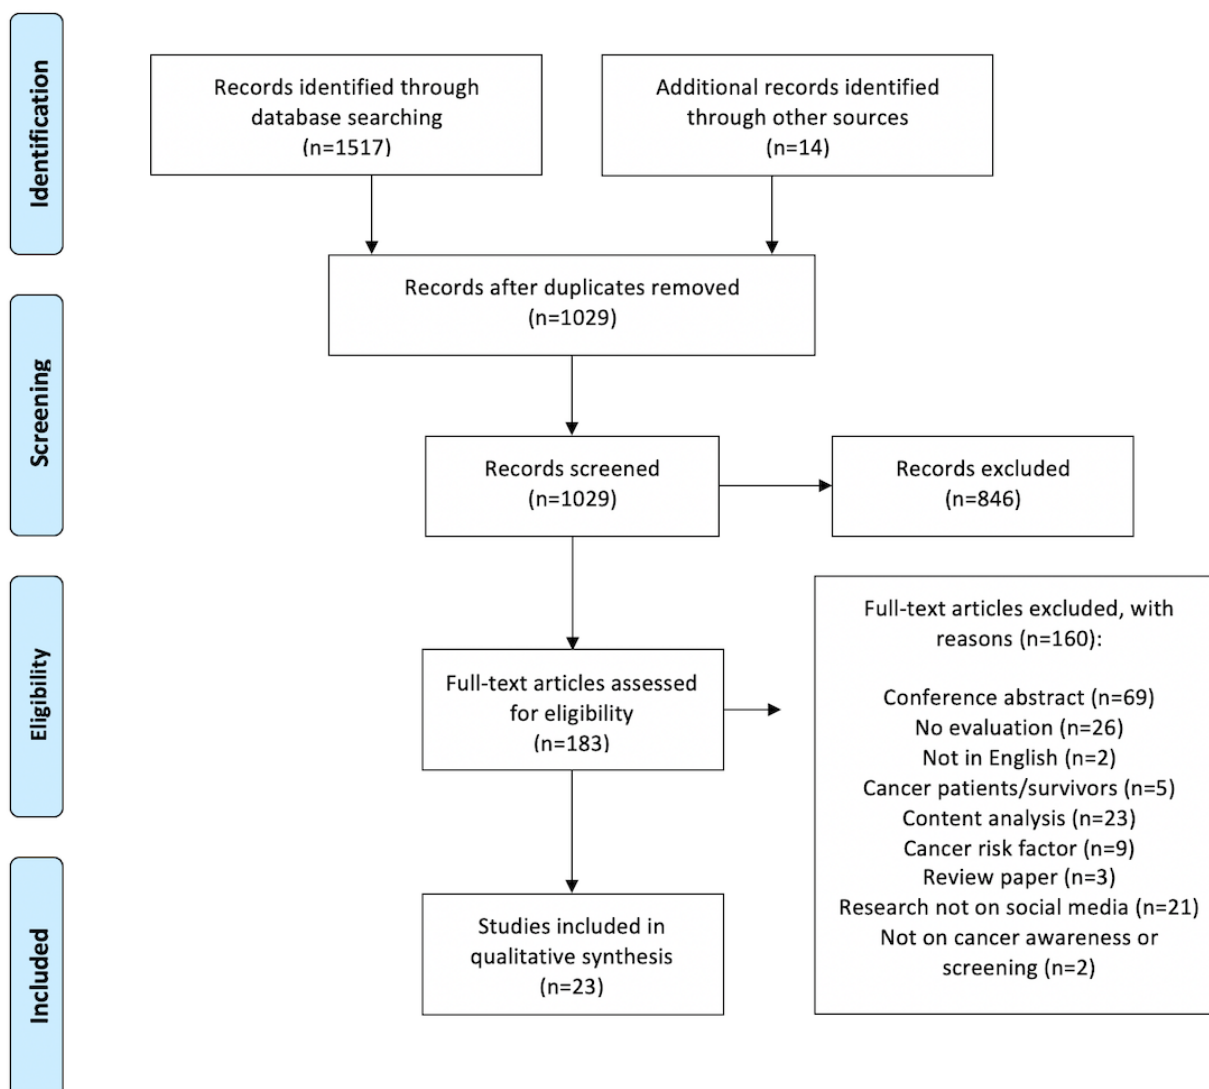 Identification
Records identified through
database searching
(n=1517)
Additional records identified
through other sources
(n=14)
Records after duplicates removed
(n=1029)
Screening
Records screened
(n=1029)
Records excluded
(n=846)
Eligibility
Full-text articles assessed
for eligibility
(n=183)
Full-text articles excluded, with
reasons (n=160):
Conference abstract (n=69)
No evaluation (n=26)
Not in English (n=2)
Cancer patients/survivors (n=5)
Content analysis (n=23)
Cancer risk factor (n=9)
Review paper (n=3)
Research not on social media (n=21)
Not on cancer awareness or
screening (n=2)
Included
Studies included in
qualitative synthesis
(n=23)